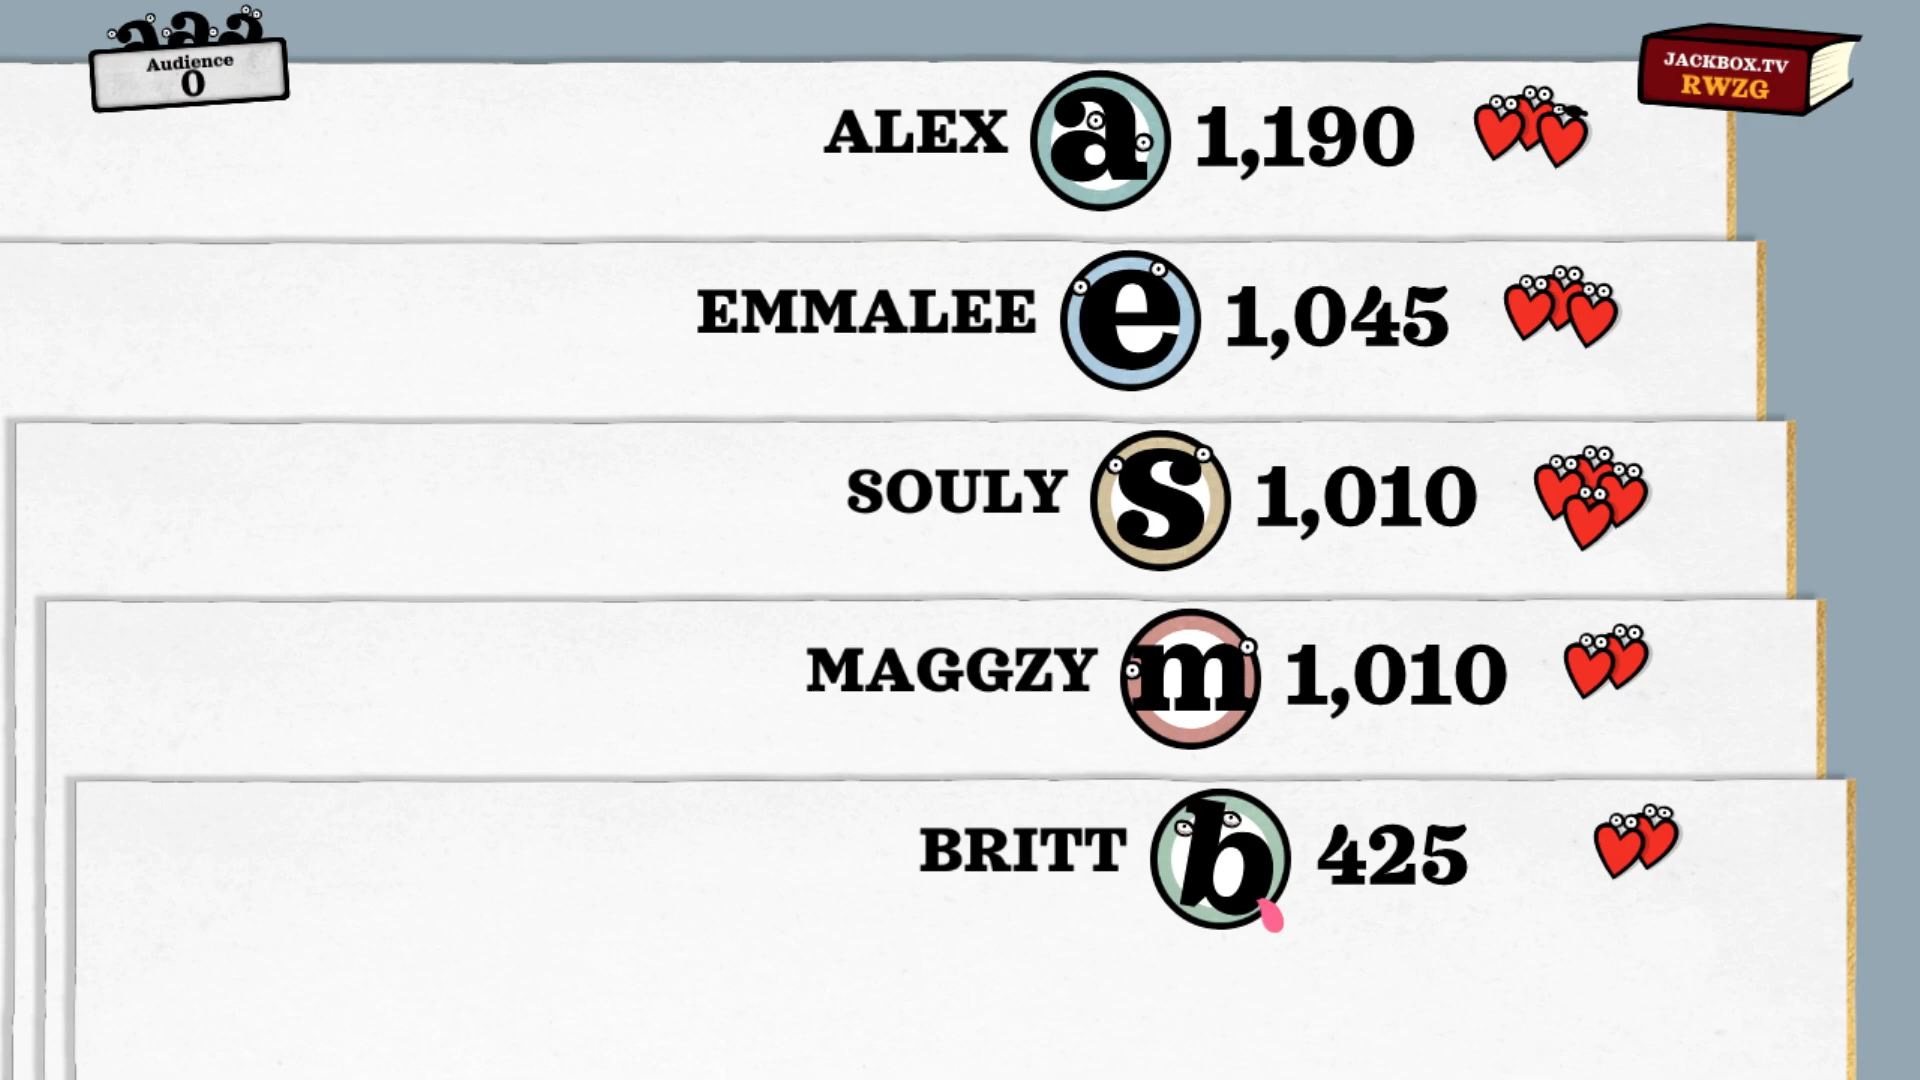 Audience
0
JACKBOX.TV
RWZG
ALEX a 1,190
EMMALEE e 1,045
SOULY s 1,010
MAGGZY m 1,010
BRITT b 425